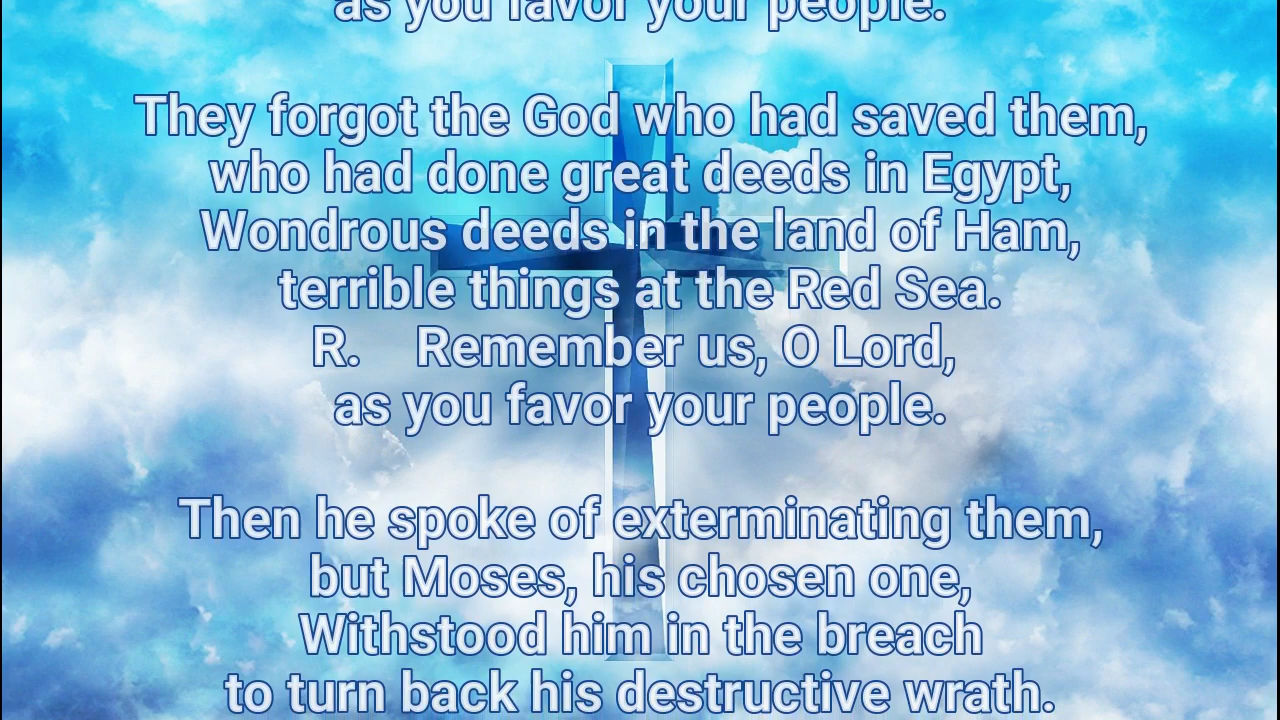 as you favor your people.
They forgot the God who had saved them,
who had done great deeds in Egypt,
Wondrous deeds in the land of Ham,
terrible things at the Red Sea.
R. Remember us, O Lord,
as you favor your people.
Then he spoke of exterminating them,
but Moses, his chosen one,
Withstood him in the breach
to turn back his destructive wrath.